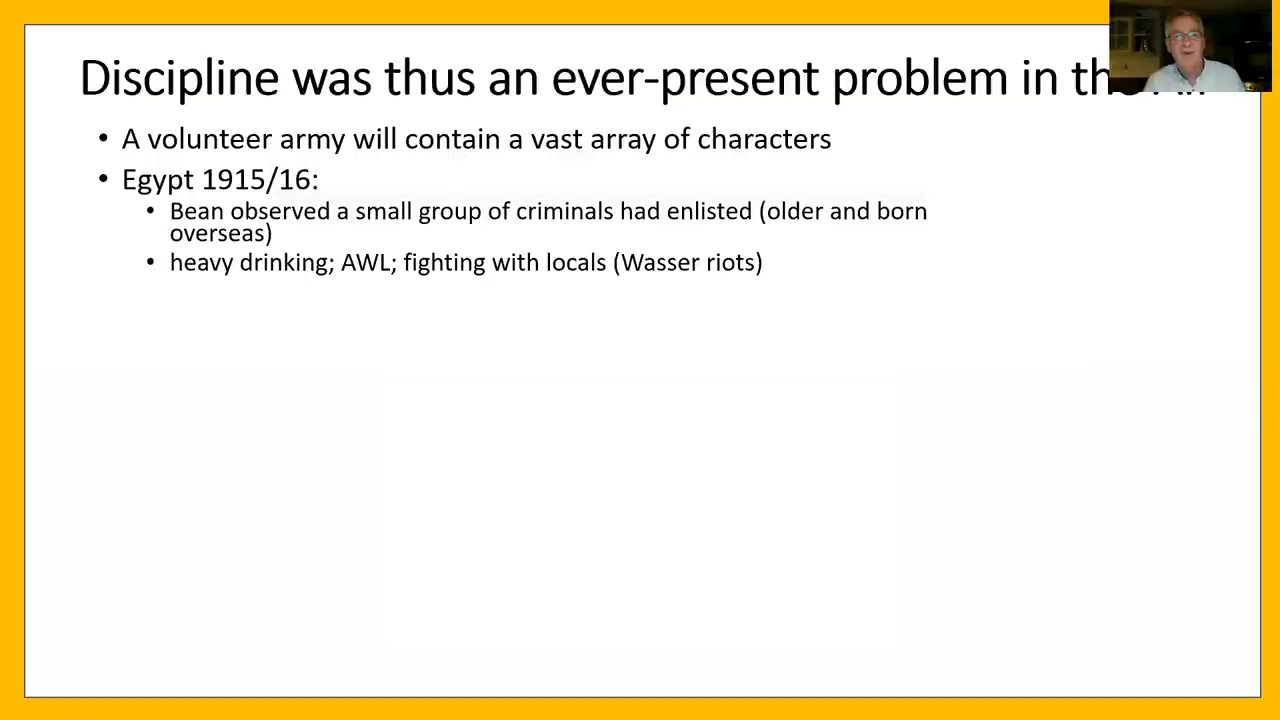 Discipline was thus an ever-present problem in the
• A volunteer army will contain a vast array of characters
• Egypt 1915/16:
• Bean observed a small group of criminals had enlisted (older and born
overseas)
• heavy drinking; AWL; fighting with locals (Wasser riots)